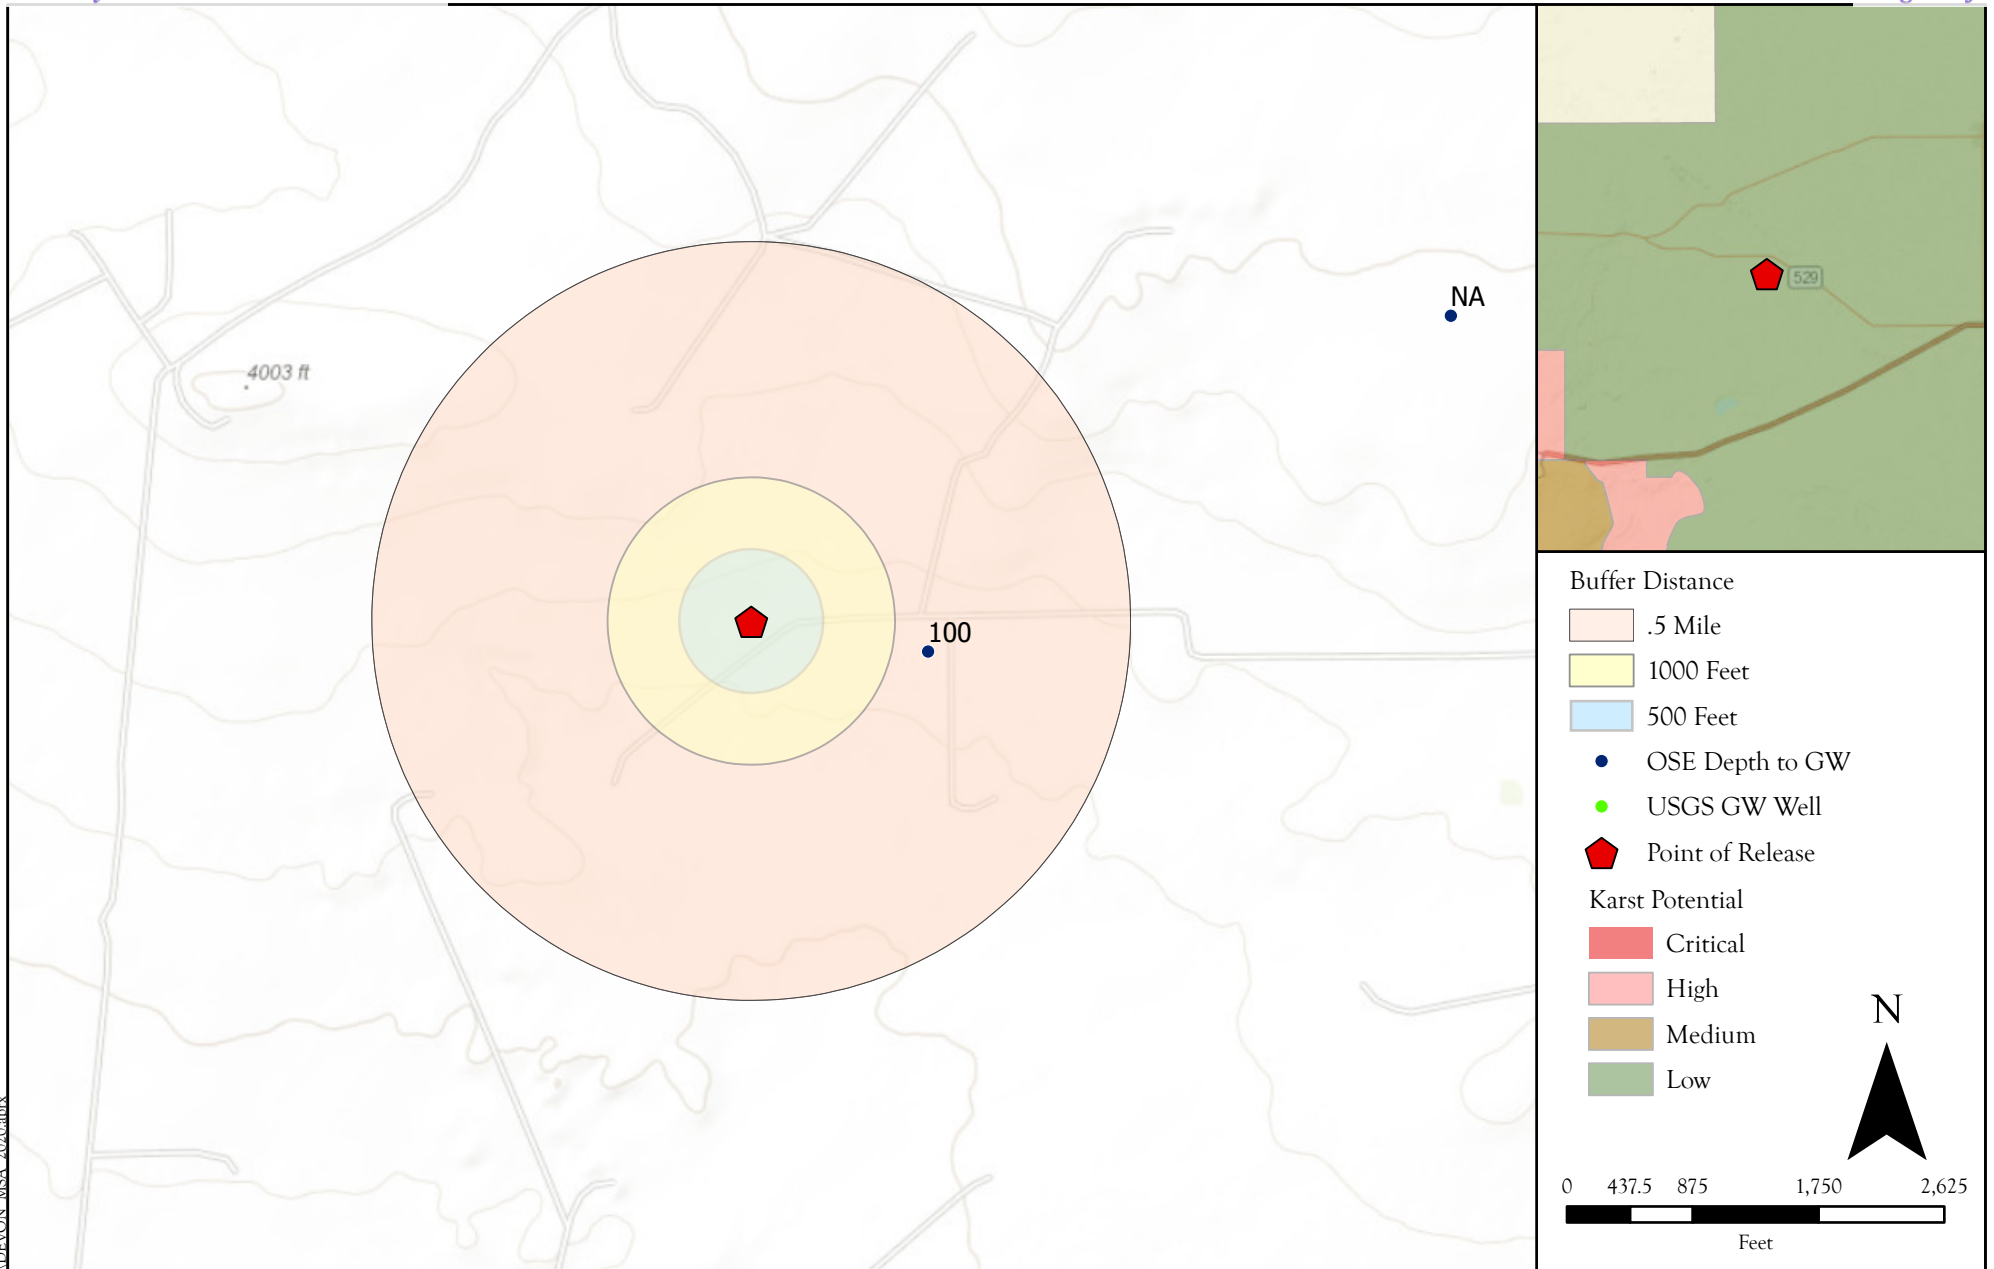 NA
4003 ft
100
529
Buffer Distance
.5 Mile
1000 Feet
500 Feet
OSE Depth to GW
USGS GW Well
Point of Release
Karst Potential
Critical
High
Medium
Low
N
0 437.5 875 1,750 2,625
Feet